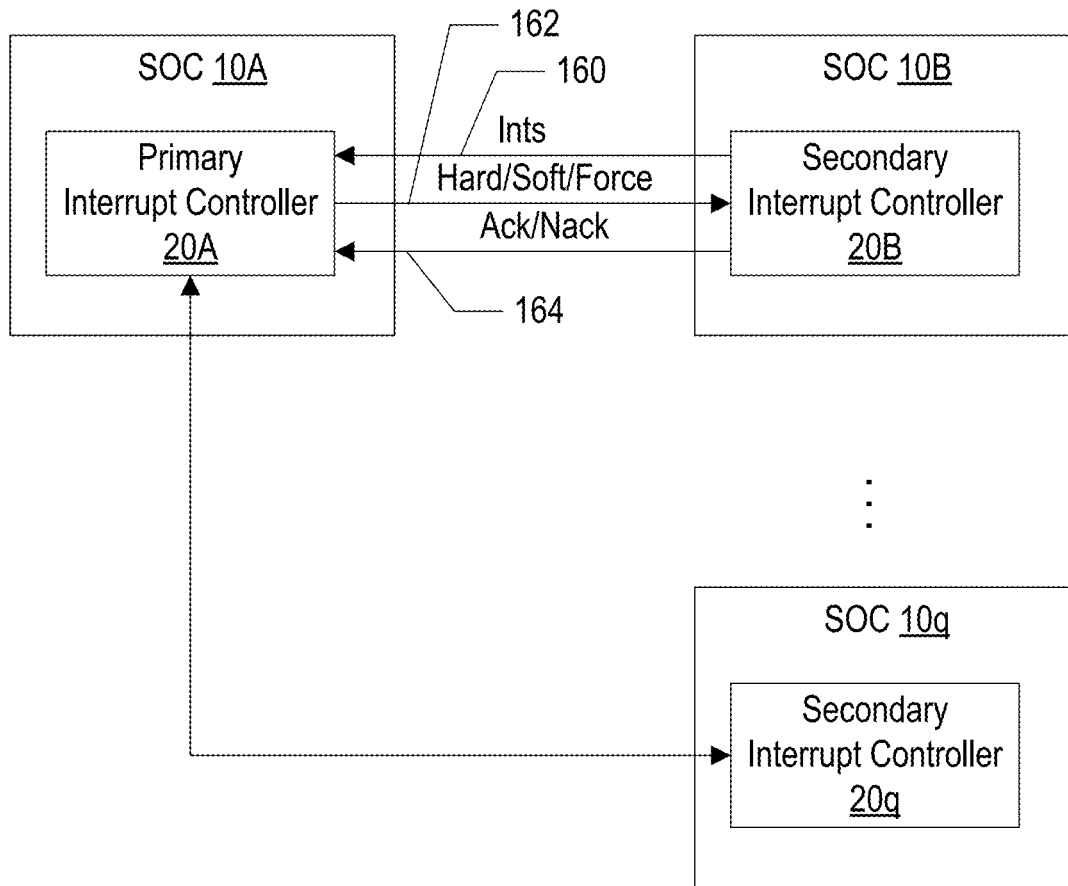 162
160
SOC 10A
Primary
Interrupt Controller
20A
Ints
Hard/Soft/Force
Ack/Nack
164
SOC 10B
Secondary
Interrupt Controller
20B
SOC 10q
Secondary
Interrupt Controller
20q